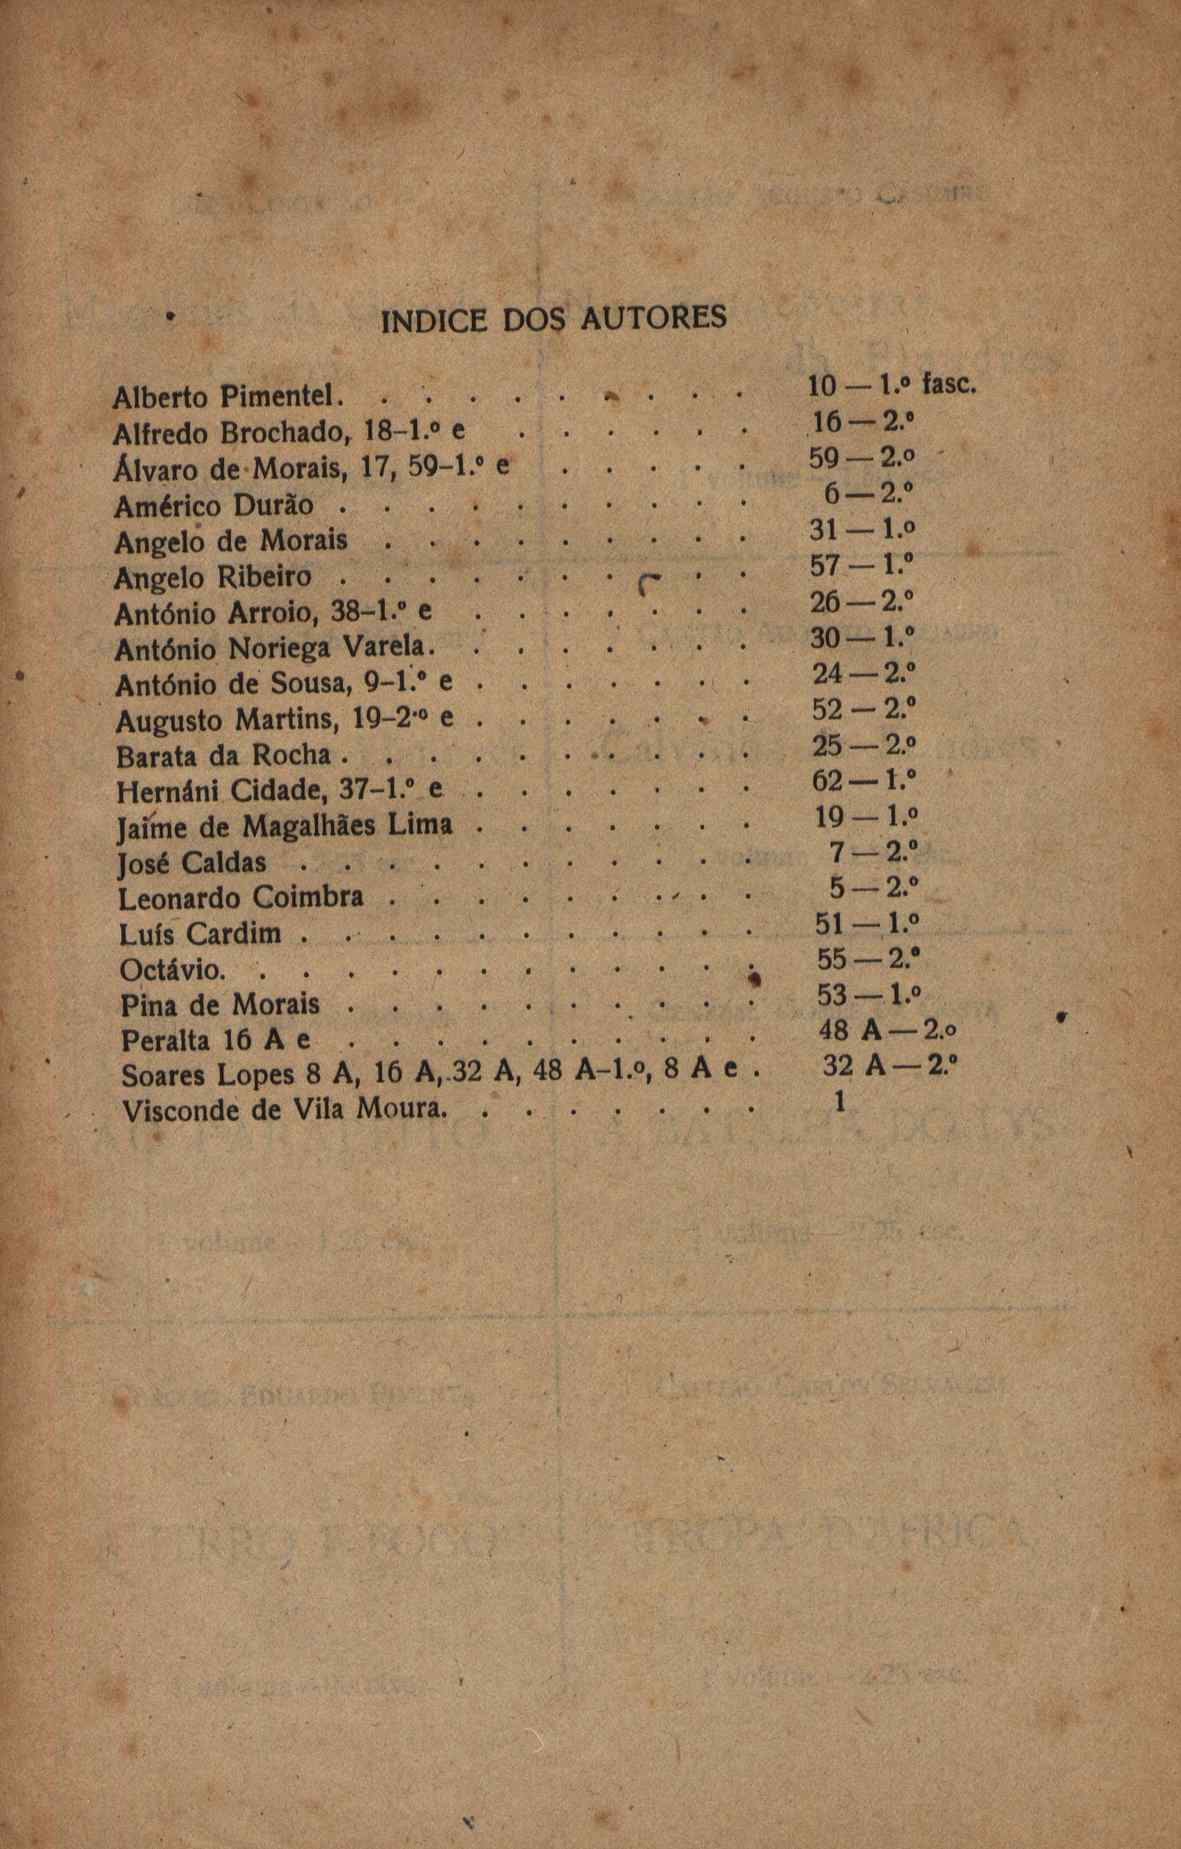 INDICE DOS AUTORES
Alberto Pimentel. . . . . . . . . . 10 — 1.º fasc.
Alfredo Brochado, 18-1.º e . . . . . . 16 — 2.º
Álvaro de Morais, 17, 59-1.º e . . . . . 59 — 2.º
Américo Durão . . . . . . . . . . 6 — 2.º
Angelo de Morais . . . . . . . . . 31 — 1.º
Angelo Ribeiro . . . . . . . . . . 57 — 1.º
António Arroio, 38-1.º e . . . . . . . 26 — 2.º
António Noriega Varela. . . . . . . . 30 — 1.º
António de Sousa, 9-1.º e . . . . . . . 24 — 2.º
Augusto Martins, 19-2.º e . . . . . . . 52 — 2.º
Barata da Rocha . . . . . . . . . . 25 — 2.º
Hernáni Cidade, 37-1.º e . . . . . . . 62 — 1.º
Jaíme de Magalhães Lima . . . . . . . 19 — 1.º
José Caldas . . . . . . . . . . . 7 — 2.º
Leonardo Coimbra . . . . . . . . . 5 — 2.º
Luís Cardim . . . . . . . . . . . 51 — 1.º
Octávio. . . . . . . . . . . . . 55 — 2.º
Pina de Morais . . . . . . . . . . 53 — 1.º
Peralta 16 A e . . . . . . . . . . 48 A — 2.º
Soares Lopes 8 A, 16 A, 32 A, 48 A-1.º, 8 A e . 32 A — 2.º
Visconde de Vila Moura. . . . . . . . 1